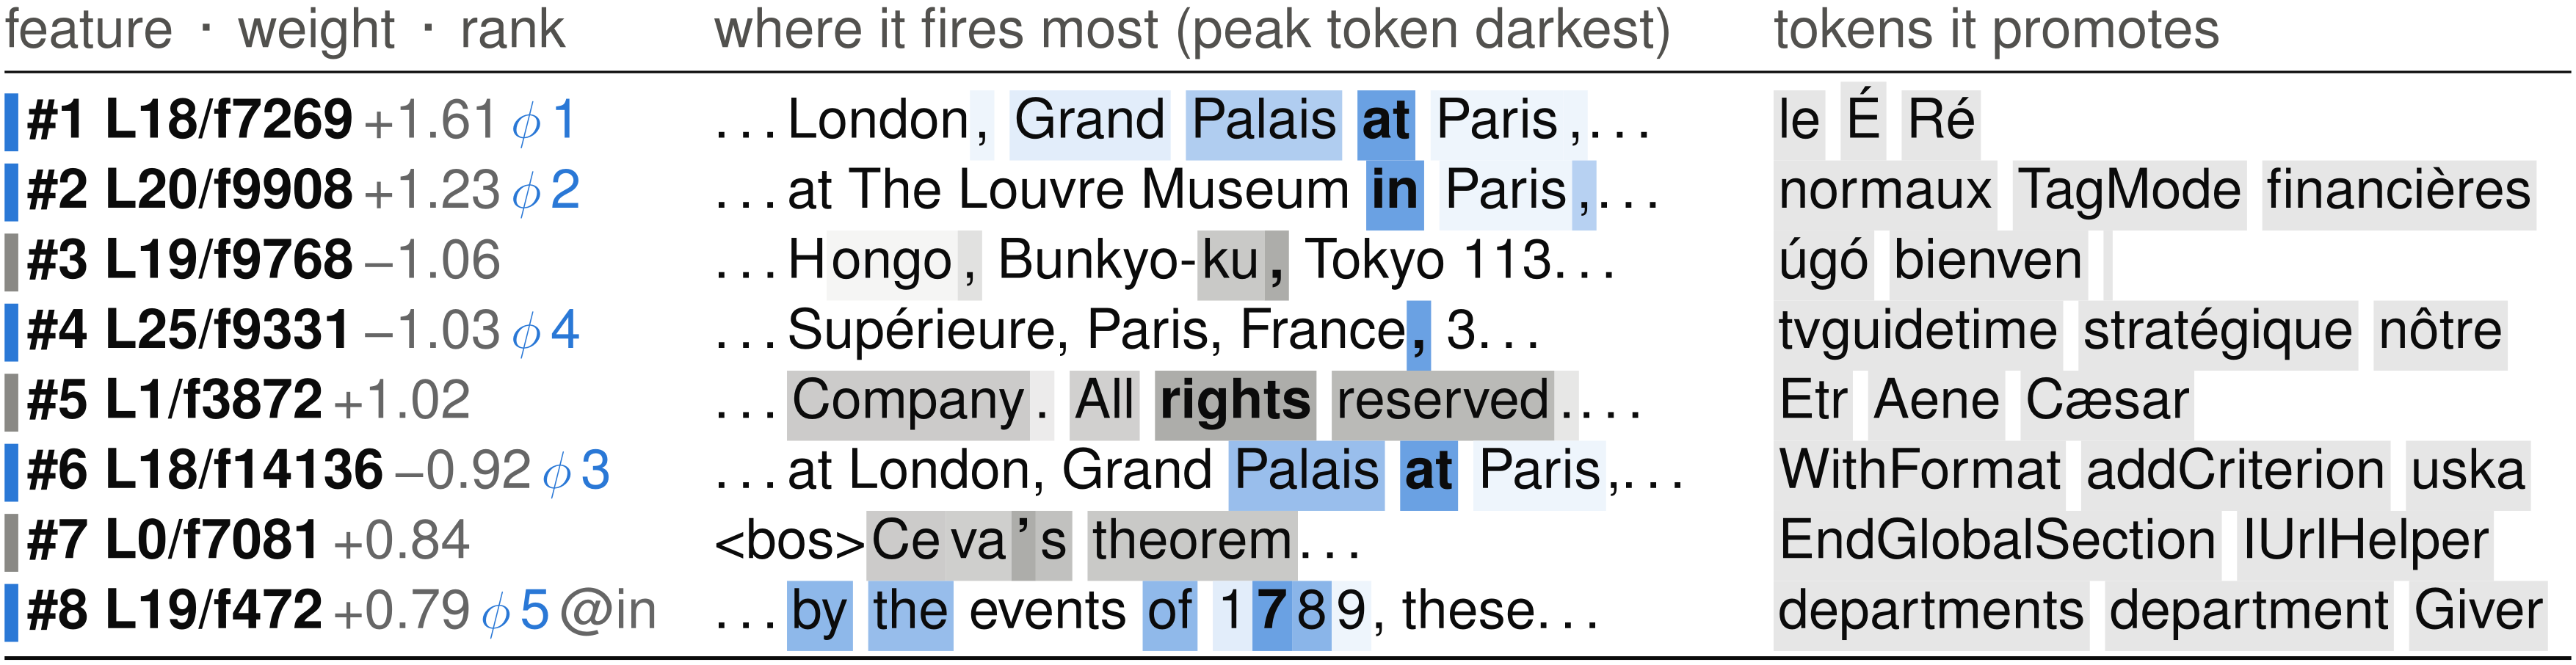 feature · weight · rank where it fires most (peak token darkest) tokens it promotes
#1 L18/f7269 +1.61 ϕ 1 ...London, Grand Palais at Paris,... le É Ré
#2 L20/f9908 +1.23 ϕ 2 ...at The Louvre Museum in Paris,... normaux TagMode financières
#3 L19/f9768 −1.06 ...Hongo, Bunkyo-ku, Tokyo 113... úgó bienven
#4 L25/f9331 −1.03 ϕ 4 ...Supérieure, Paris, France, 3... tvguidetime stratégique nôtre
#5 L1/f3872 +1.02 ...Company. All rights reserved.... Etr Aene Cæsar
#6 L18/f14136 −0.92 ϕ 3 ...at London, Grand Palais at Paris,... WithFormat addCriterion uska
#7 L0/f7081 +0.84 <bos>Ceva's theorem... EndGlobalSection IUrlHelper
#8 L19/f472 +0.79 ϕ 5 @in ...by the events of 1789, these... departments department Giver